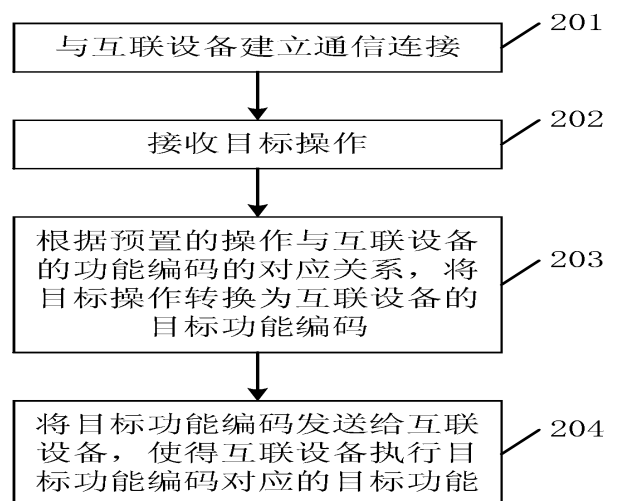 与互联设备建立通信连接
201
接收目标操作
202
根据预置的操作与互联设备
的功能编码的对应关系，将
目标操作转换为互联设备的
目标功能编码
203
将目标功能编码发送给互联
设备，使得互联设备执行目
标功能编码对应的目标功能
204